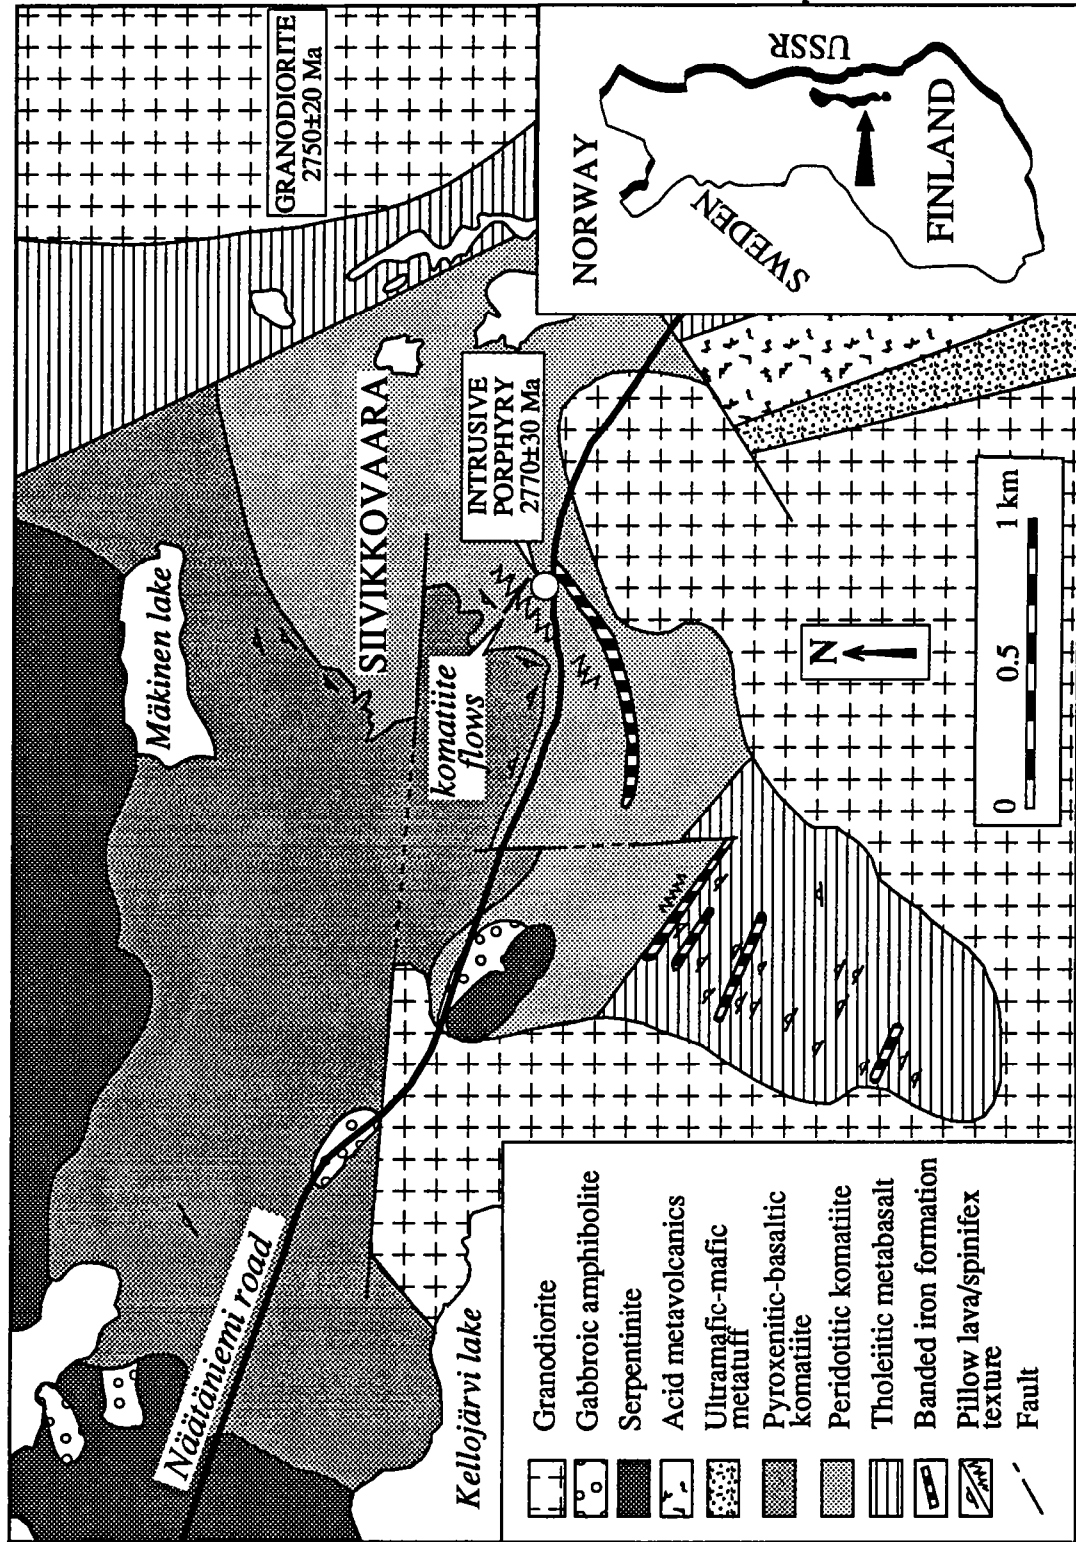 GRANODIORITE
2750±20 Ma
NORWAY
SWEDEN
USSR
FINLAND
SIIVIKKOVAARA
INTRUSIVE
PORPHYRY
2770±30 Ma
Mäkinen lake
komatiite
flows
Näätäniemi road
Kellojärvi lake
N
0
0.5
1 km
Granodiorite
Gabbroic amphibolite
Serpentinite
Acid metavolcanics
Ultramafic-mafic
metatuff
Pyroxenitic-basaltic
komatiite
Peridotitic komatiite
Tholeiitic metabasalt
Banded iron formation
Pillow lava/spinifex
texture
Fault